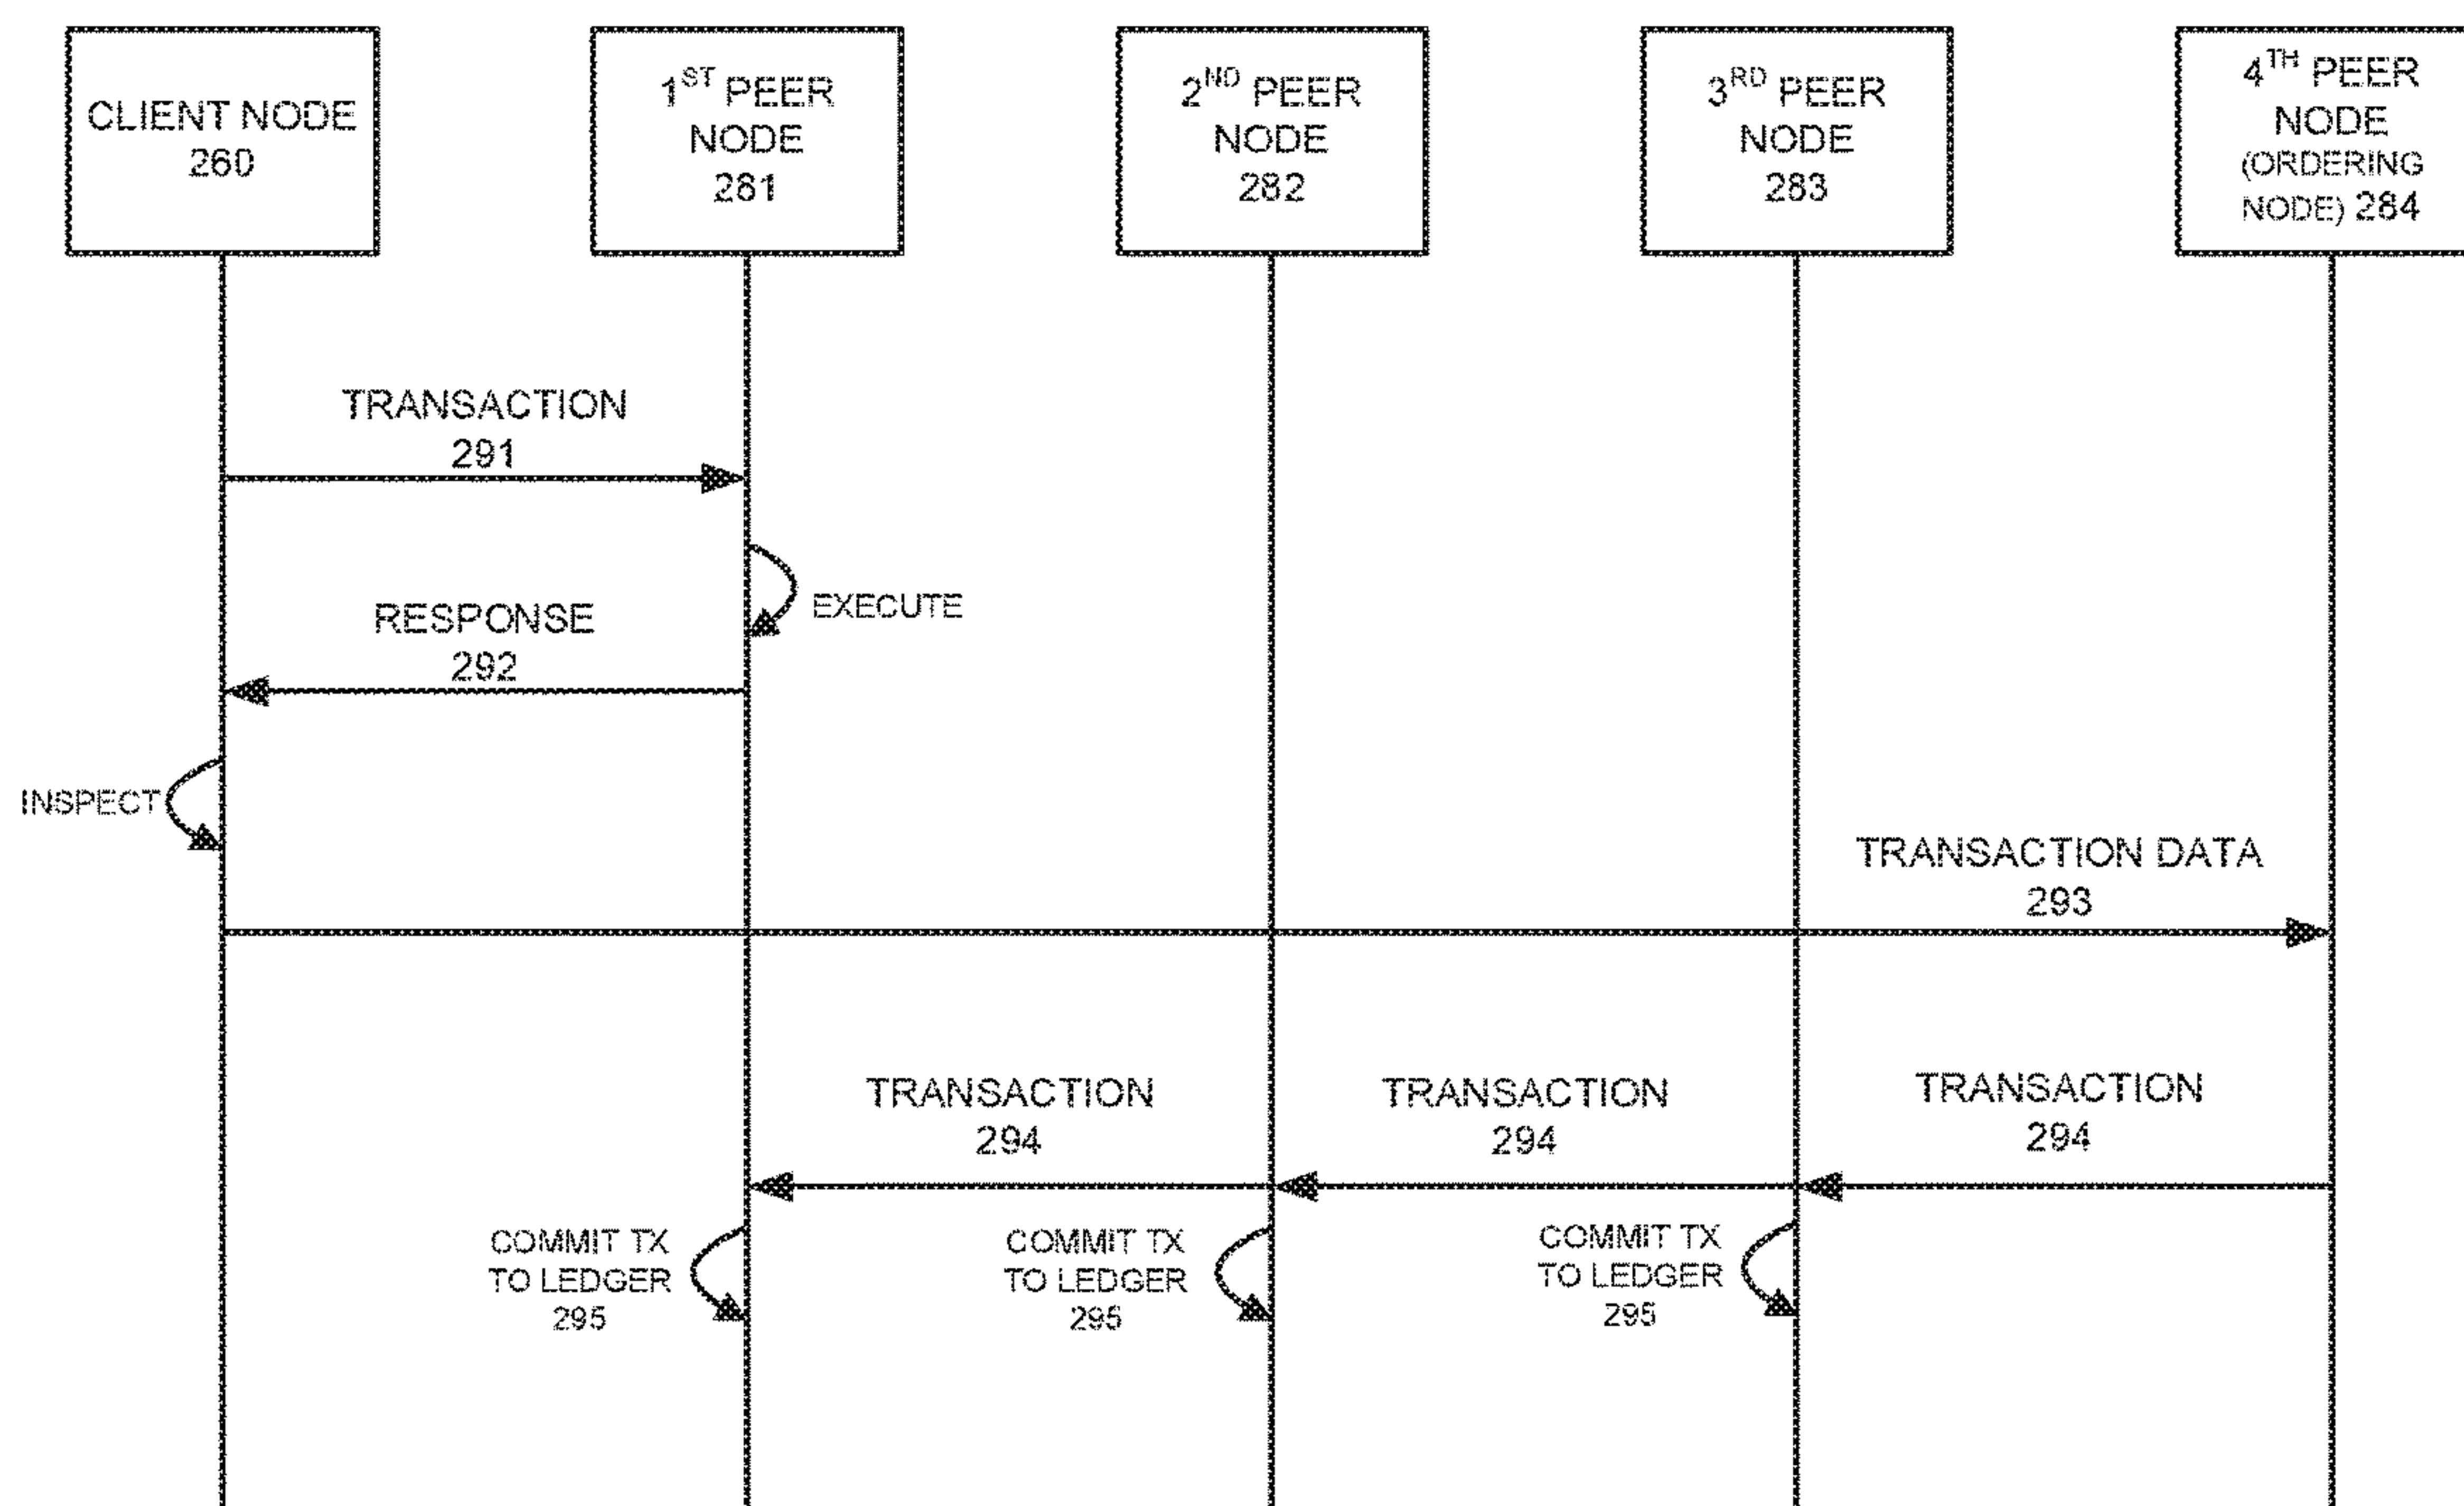 CLIENT NODE
260
1ST PEER
NODE
281
2ND PEER
NODE
282
3RD PEER
NODE
283
4TH PEER
NODE
(ORDERING
NODE) 284
TRANSACTION
291
EXECUTE
RESPONSE
292
INSPECT
TRANSACTION DATA
293
TRANSACTION
294
TRANSACTION
294
TRANSACTION
294
COMMIT TX
TO LEDGER
295
COMMIT TX
TO LEDGER
295
COMMIT TX
TO LEDGER
295